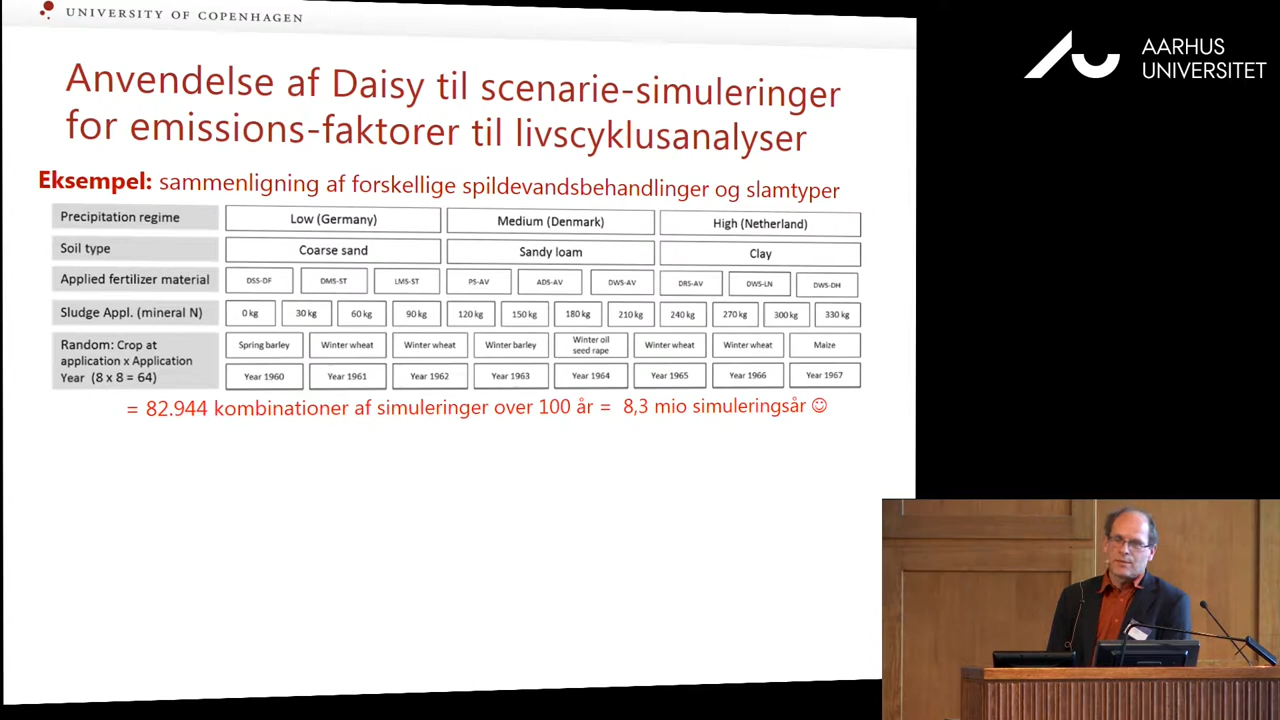 UNIVERSITY OF COPENHAGEN
AARHUS
UNIVERSITET
Anvendelse af Daisy til scenarie-simuleringer
for emissions-faktorer til livscyklusanalyser
Eksempel: sammenligning af forskellige spildevandsbehandlinger og slamtyper
Precipitation regime Low (Germany) Medium (Denmark) High (Netherland)
Soil type Coarse sand Sandy loam Clay
Applied fertilizer material DSS-DF DMS-ST LMS-ST PS-AV ADS-AV DWS-AV DRS-AV DWS-LN DWS-DH
Sludge Appl. (mineral N) 0 kg 30 kg 60 kg 90 kg 120 kg 150 kg 180 kg 210 kg 240 kg 270 kg 300 kg 330 kg
Random: Crop at
application x Application
Year (8 x 8 = 64)
Spring barley Winter wheat Winter wheat Winter barley Winter oil seed rape Winter wheat Winter wheat Maize
Year 1960 Year 1961 Year 1962 Year 1963 Year 1964 Year 1965 Year 1966 Year 1967
= 82.944 kombinationer af simuleringer over 100 år = 8,3 mio simuleringsår ☺